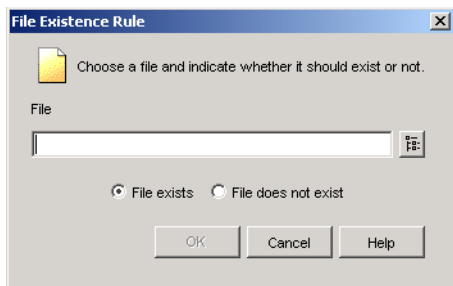 File Existence Rule
Choose a file and indicate whether it should exist or not.
File
File exists File does not exist
OK Cancel Help